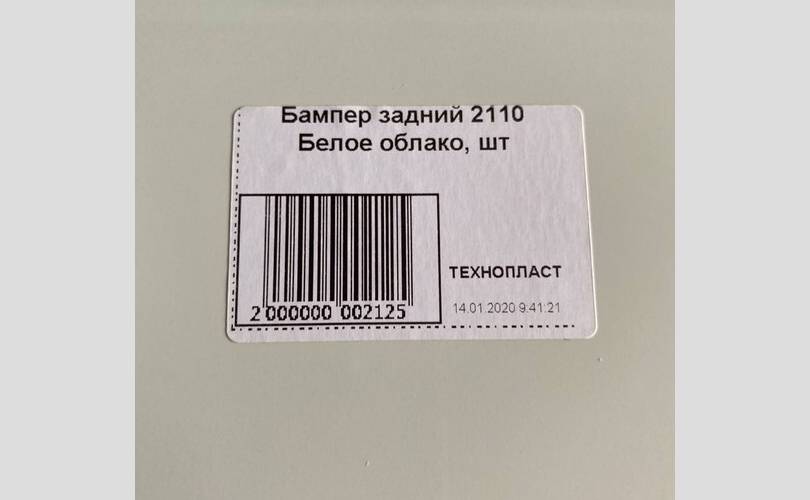 Бампер задний 2110
Белое облако, шт
ТЕХНОПЛАСТ
2 000000 002125
14.01.2020 9:41:21